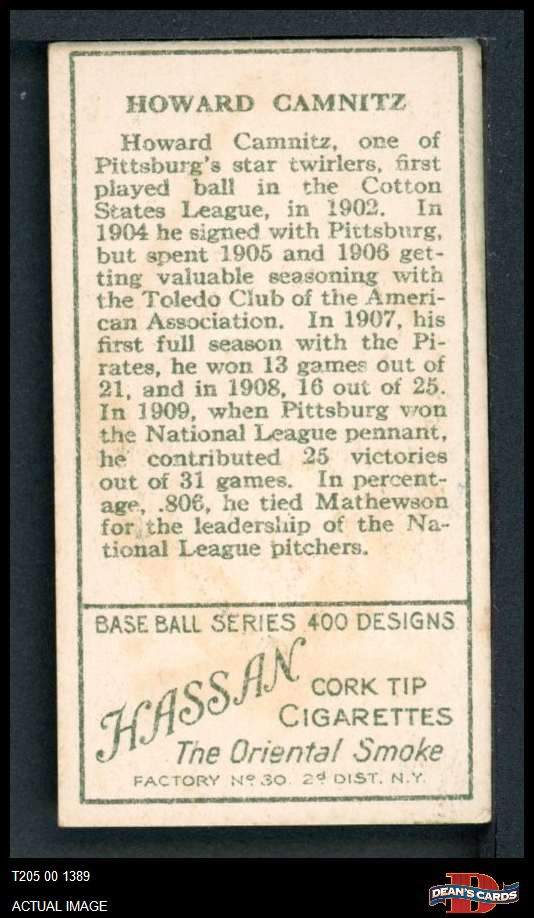 HOWARD CAMNITZ
Howard Camnitz, one of
Pittsburg's star twirlers, first
played ball in the Cotton
States League, in 1902. In
1904 he signed with Pittsburg,
but spent 1905 and 1906 get-
ting valuable seasoning with
the Toledo Club of the Ameri-
can Association. In 1907, his
first full season with the Pi-
rates, he won 13 games out of
21, and in 1908, 16 out of 25.
In 1909, when Pittsburg won
the National League pennant,
he contributed 25 victories
out of 31 games. In percent-
age, .806, he tied Mathewson
for the leadership of the Na-
tional League pitchers.
BASE BALL SERIES 400 DESIGNS
HASSAN
CORK TIP
CIGARETTES
The Oriental Smoke
FACTORY No. 30. 2d DIST. N.Y.
T205 00 1389
ACTUAL IMAGE
DEAN'S CARDS